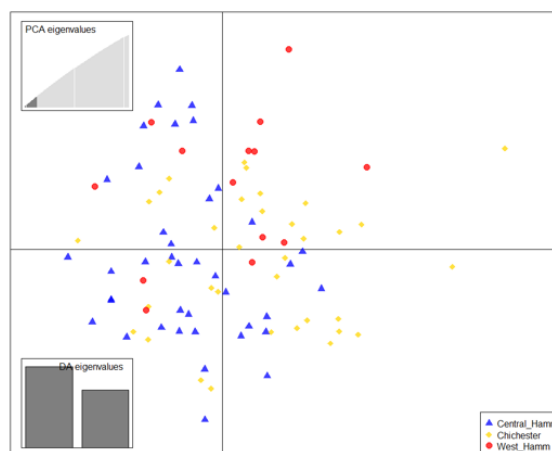 PCA eigenvalues
DA eigenvalues
Central_Hamm
Chichester
West_Hamm